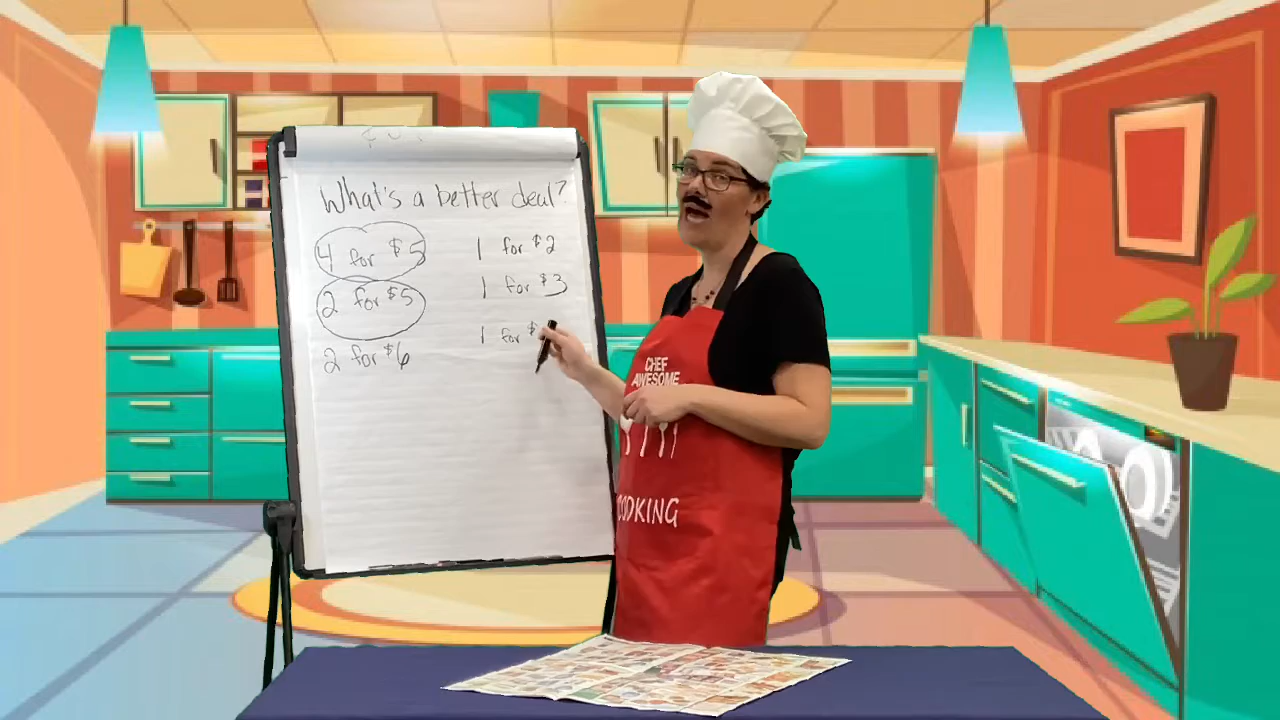 What's a better deal?
4 for $5 1 for $2
2 for $5 1 for $3
2 for $6 1 for $
CHEF
AWESOME
COOKING